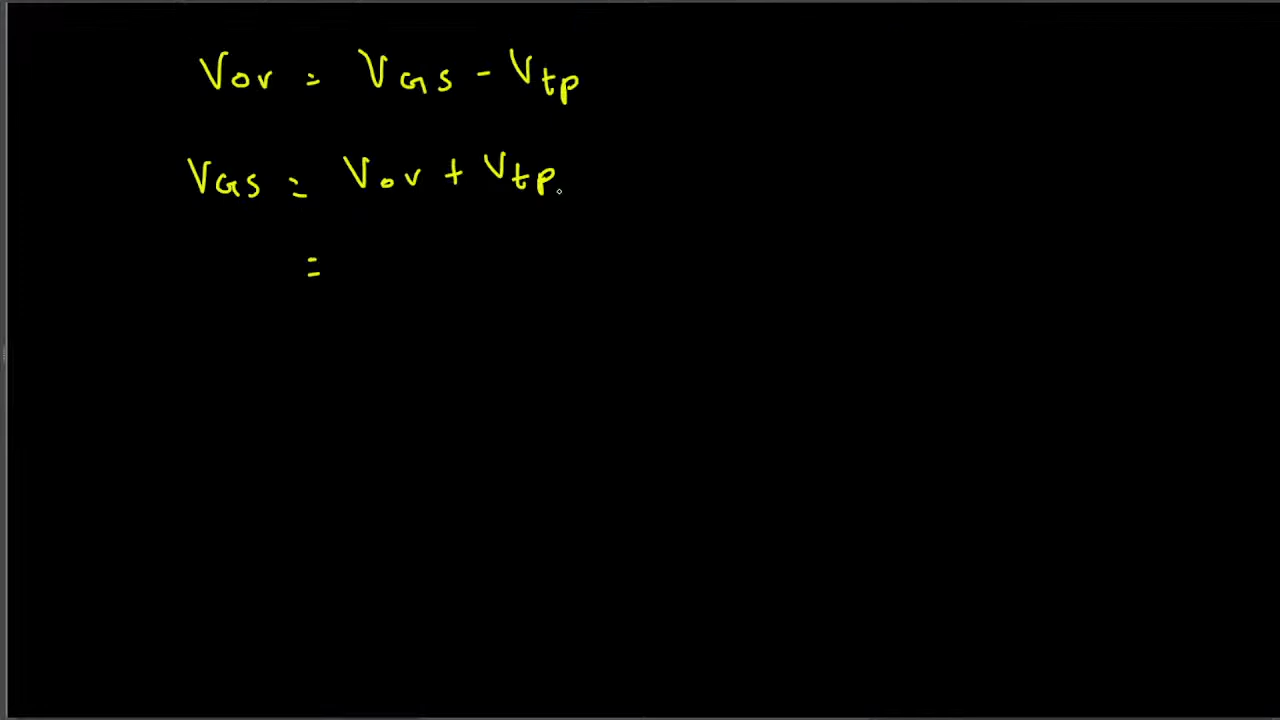 Vov = VGS - Vtp
VGS = Vov + Vtp
=